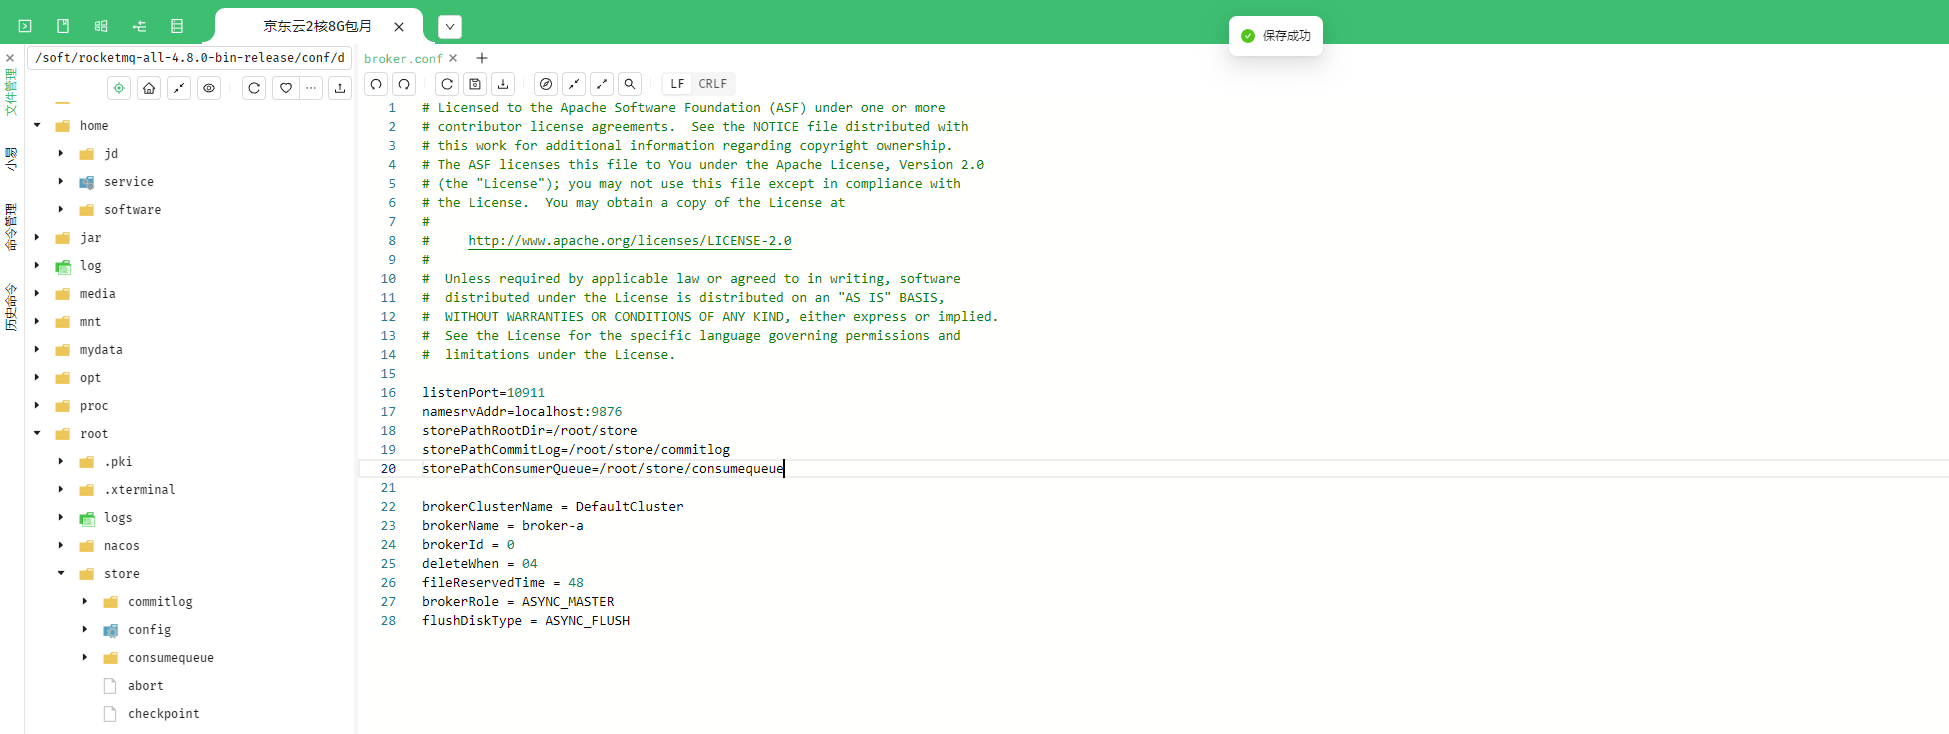 京东云2核8G包月
保存成功
文件管理
小易
命令管理
历史命令
/soft/rocketmq-all-4.8.0-bin-release/conf/d
home
jd
service
software
jar
log
media
mnt
mydata
opt
proc
root
.pki
.xterminal
logs
nacos
store
commitlog
config
consumequeue
abort
checkpoint
broker.conf
LF CRLF
1 # Licensed to the Apache Software Foundation (ASF) under one or more
2 # contributor license agreements.  See the NOTICE file distributed with
3 # this work for additional information regarding copyright ownership.
4 # The ASF licenses this file to You under the Apache License, Version 2.0
5 # (the "License"); you may not use this file except in compliance with
6 # the License.  You may obtain a copy of the License at
7 #
8 #     http://www.apache.org/licenses/LICENSE-2.0
9 #
10 #  Unless required by applicable law or agreed to in writing, software
11 #  distributed under the License is distributed on an "AS IS" BASIS,
12 #  WITHOUT WARRANTIES OR CONDITIONS OF ANY KIND, either express or implied.
13 #  See the License for the specific language governing permissions and
14 #  limitations under the License.
15
16 listenPort=10911
17 namesrvAddr=localhost:9876
18 storePathRootDir=/root/store
19 storePathCommitLog=/root/store/commitlog
20 storePathConsumerQueue=/root/store/consumequeue
21
22 brokerClusterName = DefaultCluster
23 brokerName = broker-a
24 brokerId = 0
25 deleteWhen = 04
26 fileReservedTime = 48
27 brokerRole = ASYNC_MASTER
28 flushDiskType = ASYNC_FLUSH